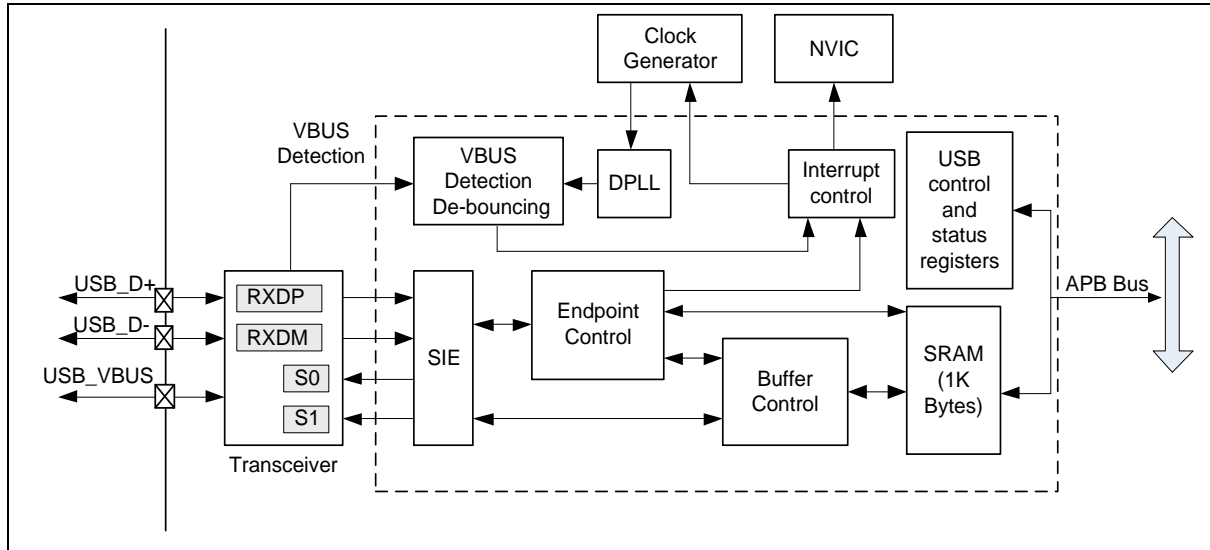 Clock
Generator
NVIC
VBUS
Detection
VBUS
Detection
De-bouncing
DPLL
Interrupt
control
USB
control
and
status
registers
USB_D+
USB_D-
USB_VBUS
RXDP
RXDM
S0
S1
Transceiver
SIE
Endpoint
Control
Buffer
Control
SRAM
(1K
Bytes)
APB Bus